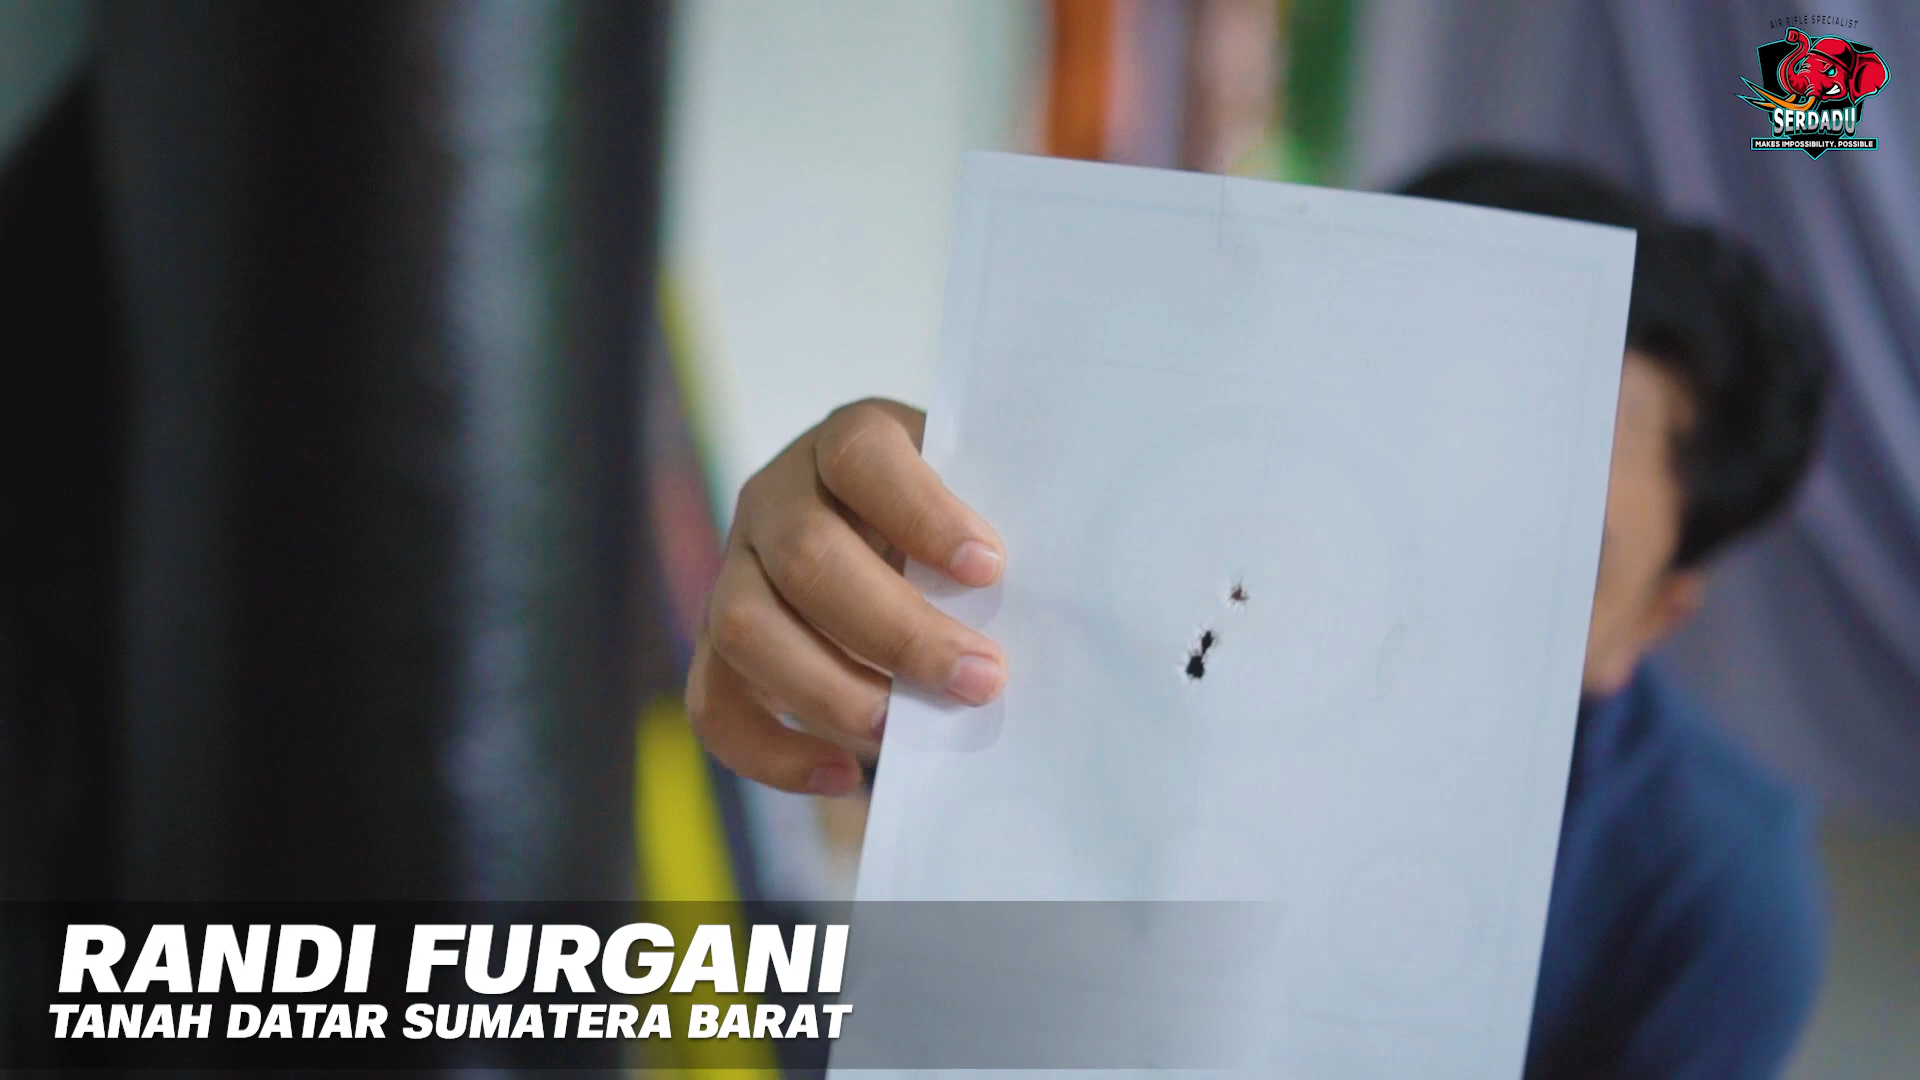 AIR RIFLE SPECIALIST
SERDADU
MAKES IMPOSSIBILITY, POSSIBLE
RANDI FURGANI
TANAH DATAR SUMATERA BARAT